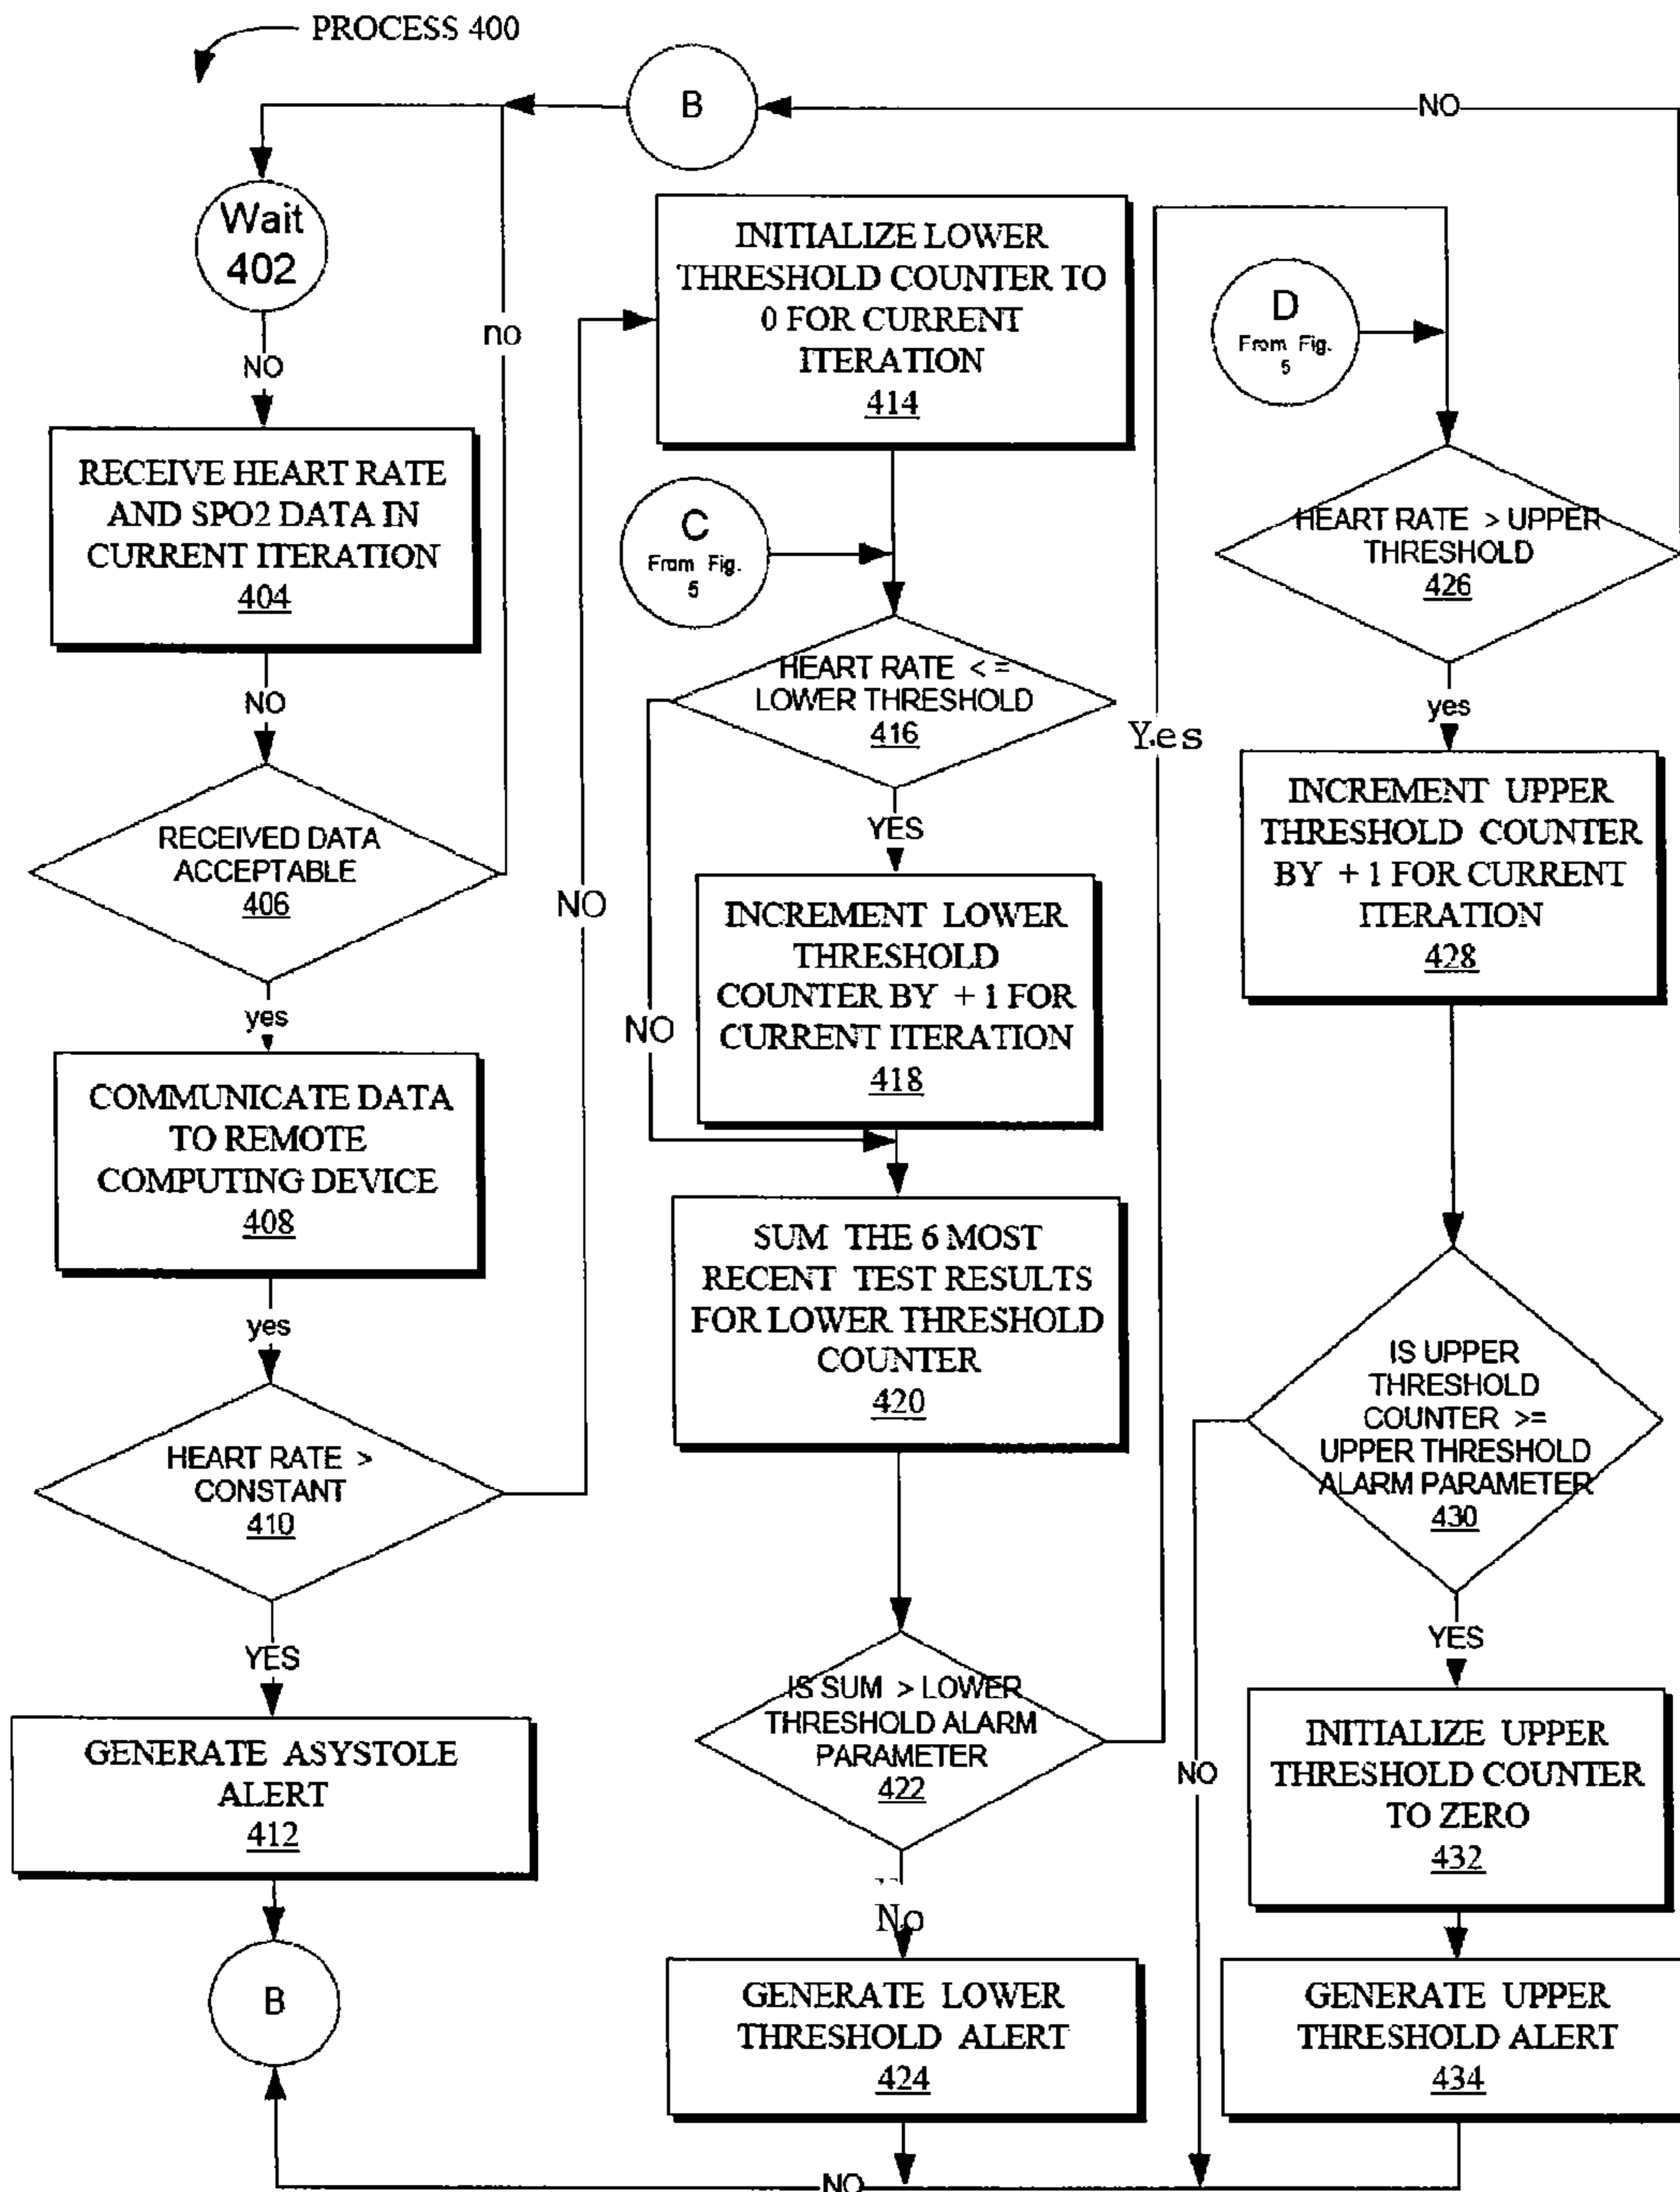 PROCESS 400
B
NO
Wait
402
NO
RECEIVE HEART RATE
AND SPO2 DATA IN
CURRENT ITERATION
404
NO
RECEIVED DATA
ACCEPTABLE
406
no
yes
COMMUNICATE DATA
TO REMOTE
COMPUTING DEVICE
408
yes
HEART RATE >
CONSTANT
410
NO
YES
GENERATE ASYSTOLE
ALERT
412
B
INITIALIZE LOWER
THRESHOLD COUNTER TO
0 FOR CURRENT
ITERATION
414
C
From Fig.
5
HEART RATE < =
LOWER THRESHOLD
416
YES
NO
INCREMENT LOWER
THRESHOLD
COUNTER BY + 1 FOR
CURRENT ITERATION
418
SUM THE 6 MOST
RECENT TEST RESULTS
FOR LOWER THRESHOLD
COUNTER
420
IS SUM > LOWER
THRESHOLD ALARM
PARAMETER
422
Yes
No
GENERATE LOWER
THRESHOLD ALERT
424
D
From Fig.
5
HEART RATE > UPPER
THRESHOLD
426
yes
INCREMENT UPPER
THRESHOLD COUNTER
BY + 1 FOR CURRENT
ITERATION
428
IS UPPER
THRESHOLD
COUNTER >=
UPPER THRESHOLD
ALARM PARAMETER
430
NO
YES
INITIALIZE UPPER
THRESHOLD COUNTER
TO ZERO
432
GENERATE UPPER
THRESHOLD ALERT
434
NO